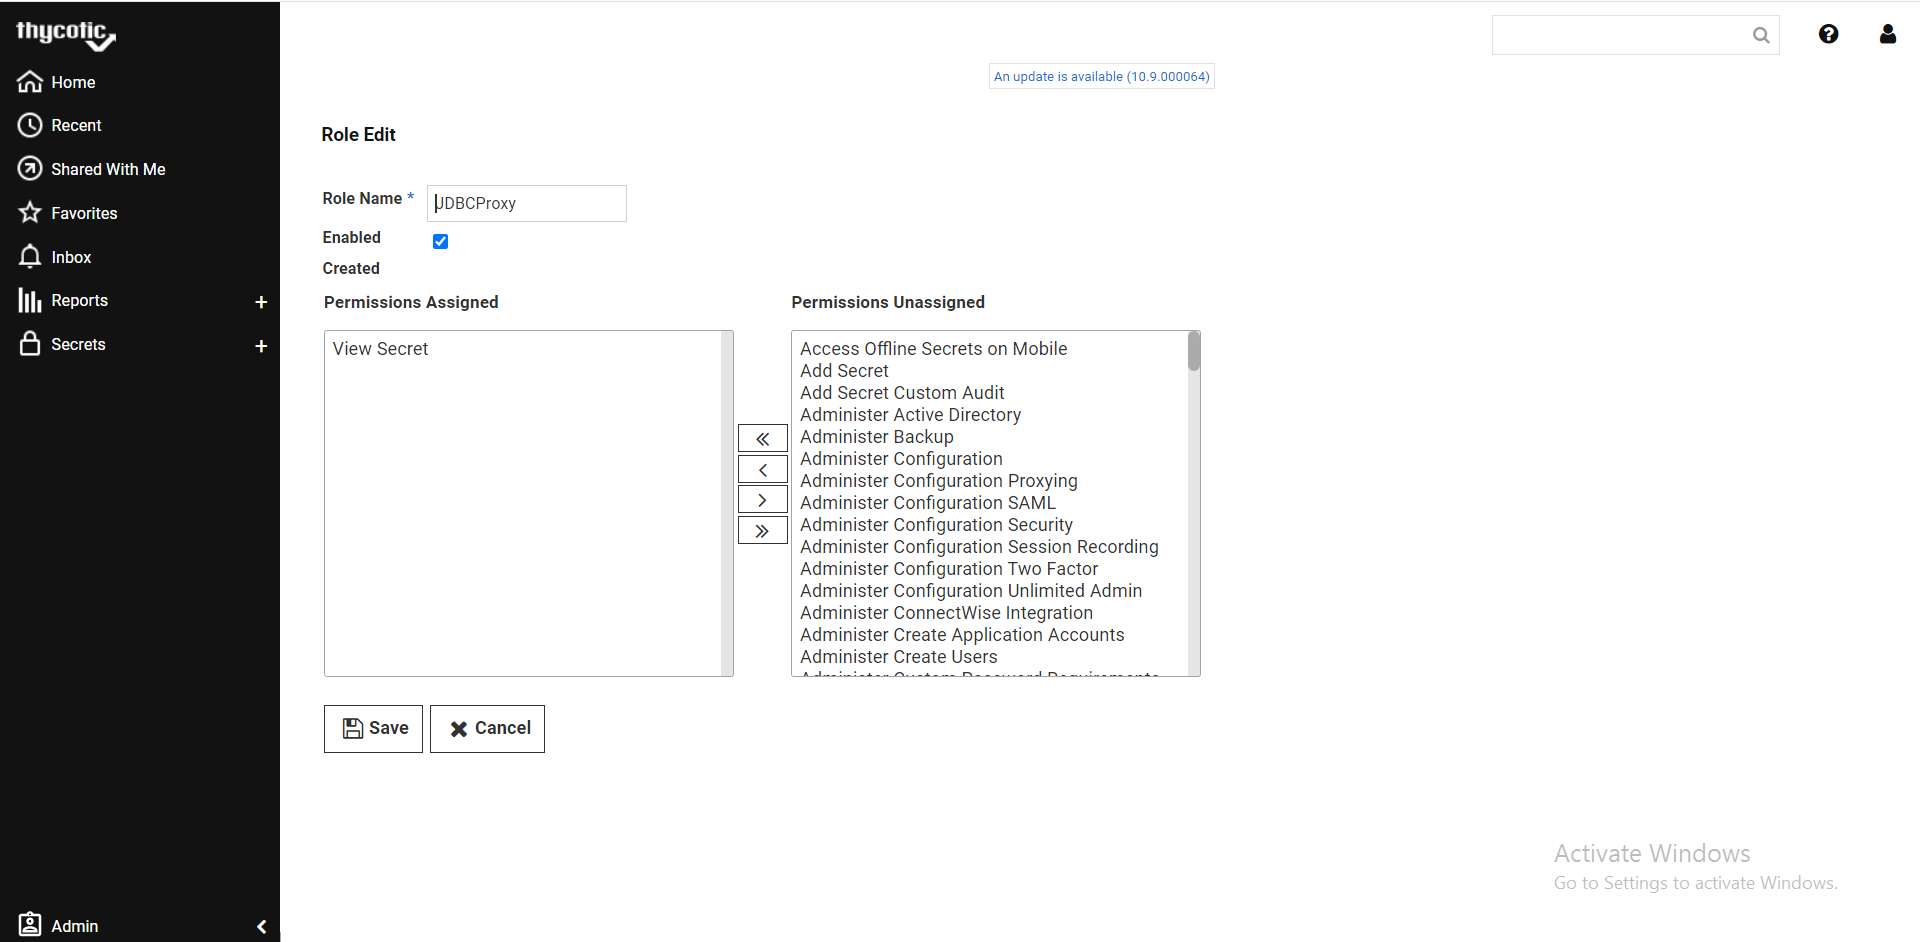 thycotic
Home
Recent
Shared With Me
Favorites
Inbox
Reports +
Secrets +
Admin
An update is available (10.9.000064)
Role Edit
Role Name * JDBCProxy
Enabled
Created
Permissions Assigned
View Secret
Permissions Unassigned
Access Offline Secrets on Mobile
Add Secret
Add Secret Custom Audit
Administer Active Directory
Administer Backup
Administer Configuration
Administer Configuration Proxying
Administer Configuration SAML
Administer Configuration Security
Administer Configuration Session Recording
Administer Configuration Two Factor
Administer Configuration Unlimited Admin
Administer ConnectWise Integration
Administer Create Application Accounts
Administer Create Users
Administer Custom Password Requirements
Save
Cancel
Activate Windows
Go to Settings to activate Windows.